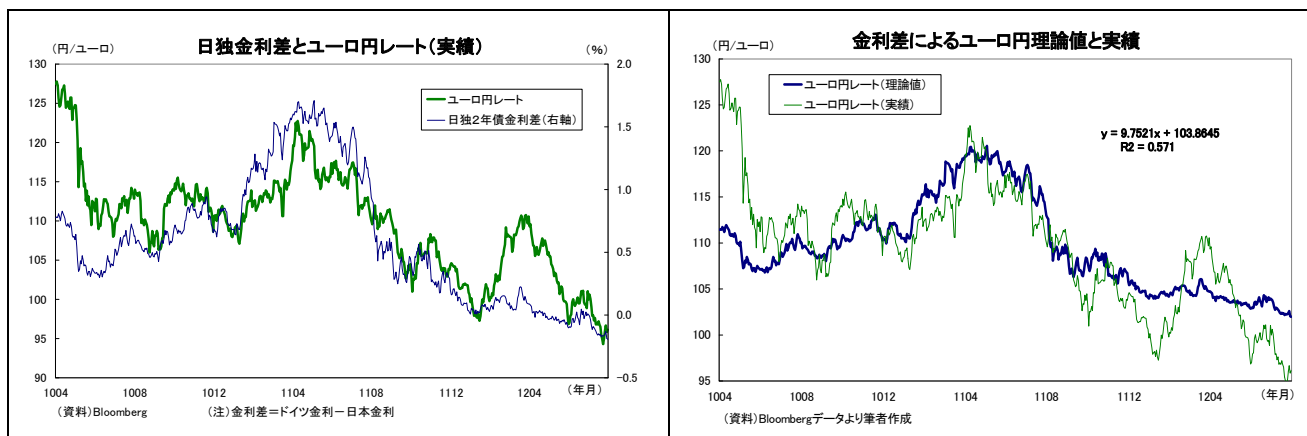 日独金利差とユーロ円レート(実績)
(円/ユーロ)
(%)
130
125
120
115
110
105
100
95
90
2.0
1.5
1.0
0.5
0.0
-0.5
ユーロ円レート
日独2年債金利差(右軸)
1004 1008 1012 1104 1108 1112 1204 (年月)
(資料)Bloomberg (注)金利差=ドイツ金利-日本金利
金利差によるユーロ円理論値と実績
(円/ユーロ)
130
125
120
115
110
105
100
95
ユーロ円レート(理論値)
ユーロ円レート(実績)
y = 9.7521x + 103.8645
R2 = 0.571
1004 1008 1012 1104 1108 1112 1204 (年月)
(資料)Bloombergデータより筆者作成